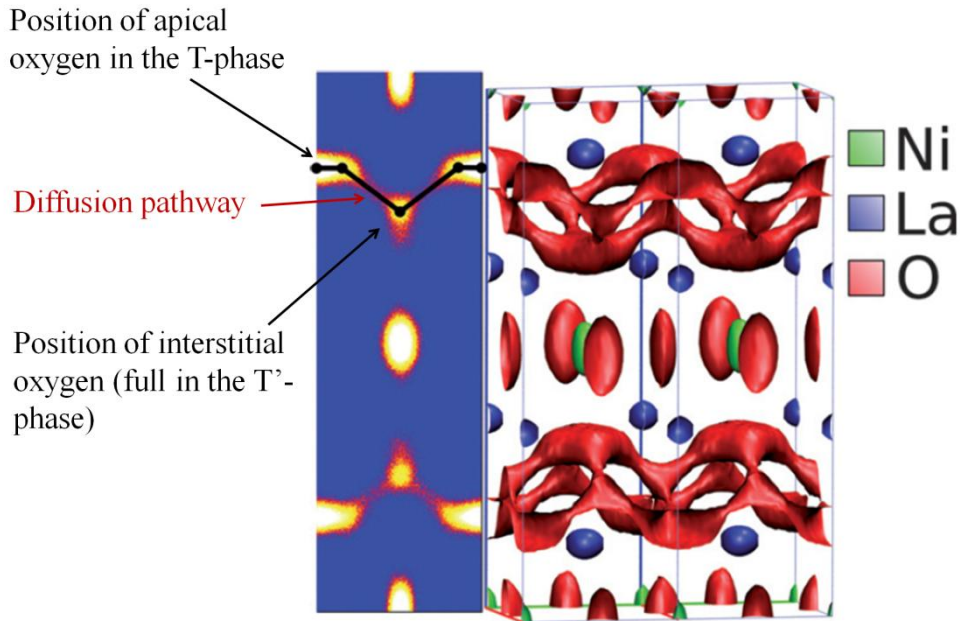 Position of apical
oxygen in the T-phase
Diffusion pathway
Position of interstitial
oxygen (full in the T’-
phase)
Ni
La
O